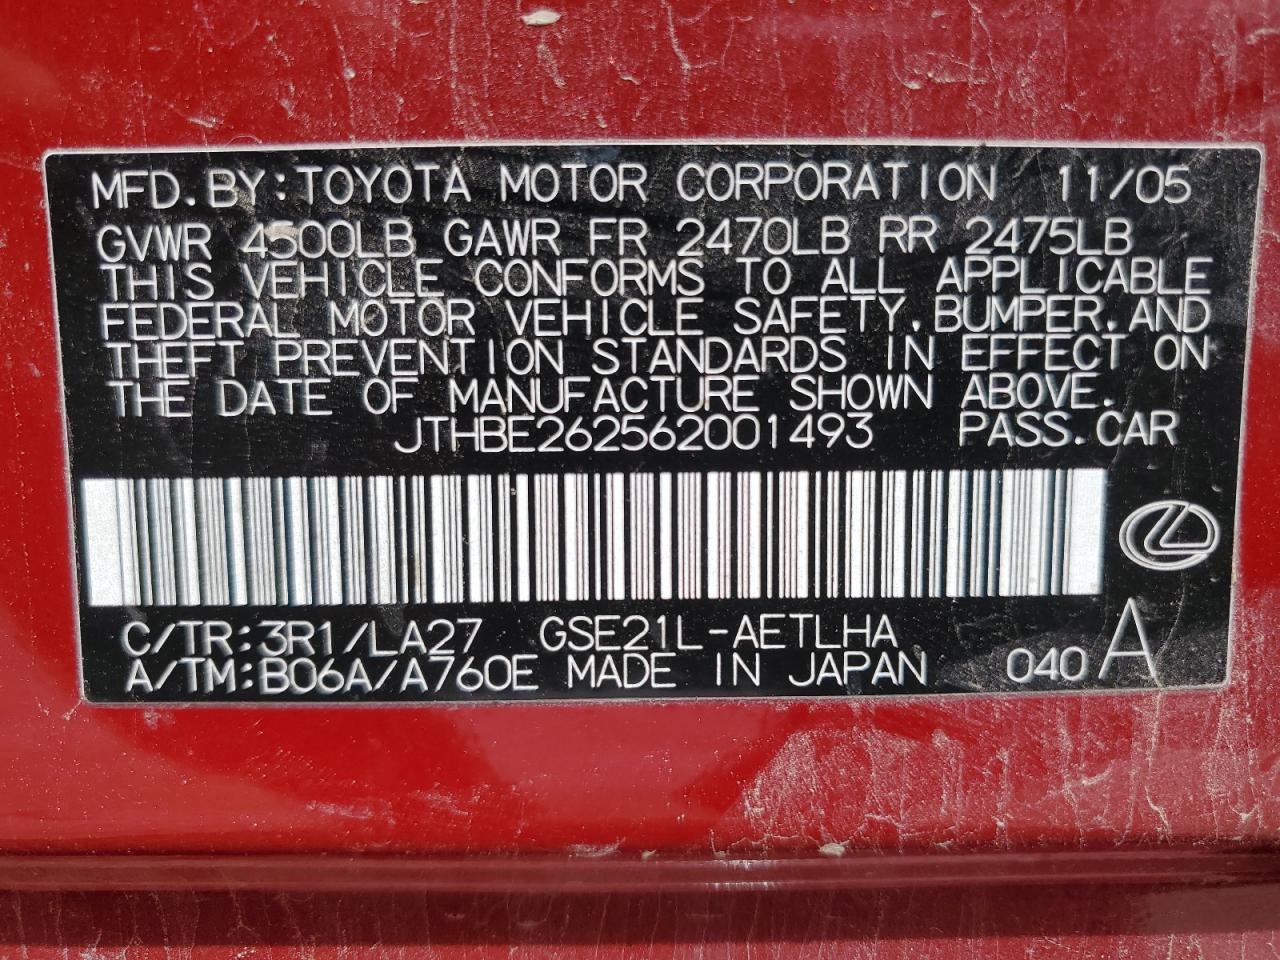 MFD. BY: TOYOTA MOTOR CORPORATION 11/05
GVWR 4500LB GAWR FR 2470LB RR 2475LB
THIS VEHICLE CONFORMS TO ALL APPLICABLE
FEDERAL MOTOR VEHICLE SAFETY, BUMPER, AND
THEFT PREVENTION STANDARDS IN EFFECT ON
THE DATE OF MANUFACTURE SHOWN ABOVE.
JTHBE262562001493 PASS. CAR
C/TR:3R1/LA27 GSE21L-AETLHA
A/TM:B06A/A760E MADE IN JAPAN 040 A